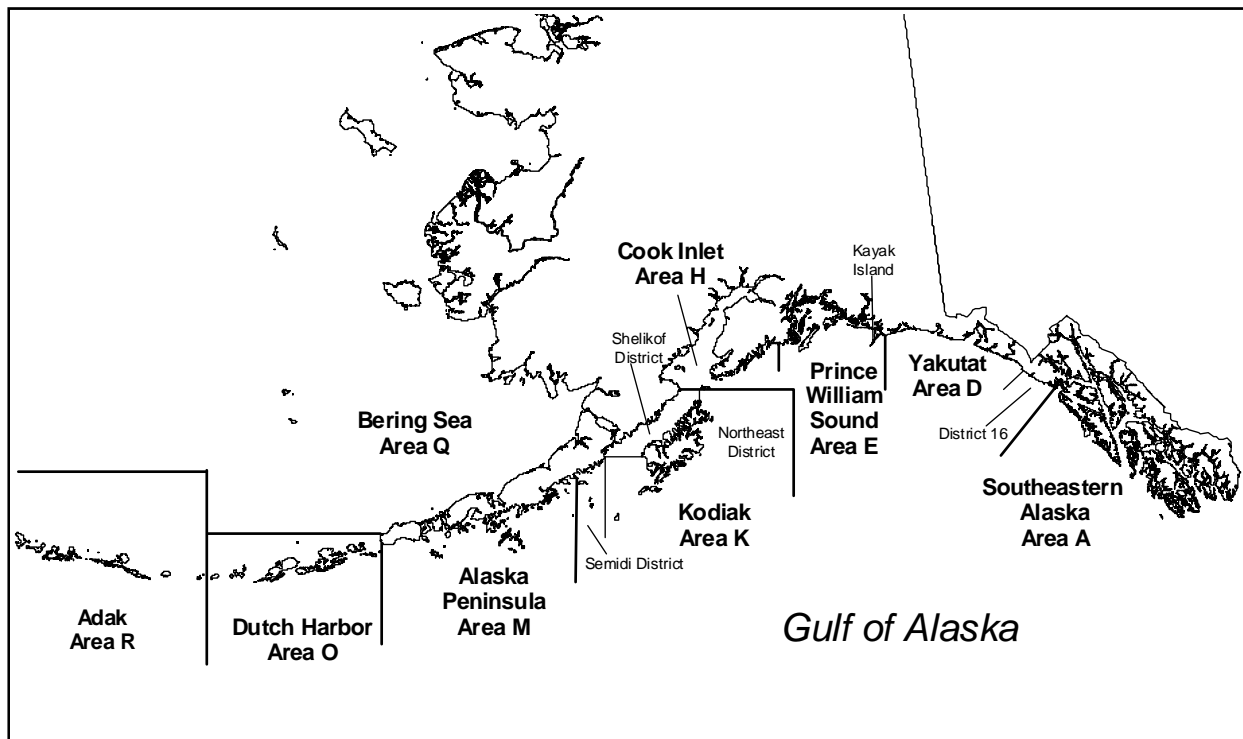 Cook Inlet
Area H
Kayak
Island
Shelikof
District
Prince
William
Sound
Area E
Yakutat
Area D
Bering Sea
Area Q
Northeast
District
District 16
Southeastern
Alaska
Area A
Kodiak
Area K
Semidi District
Alaska
Peninsula
Area M
Adak
Area R
Dutch Harbor
Area O
Gulf of Alaska